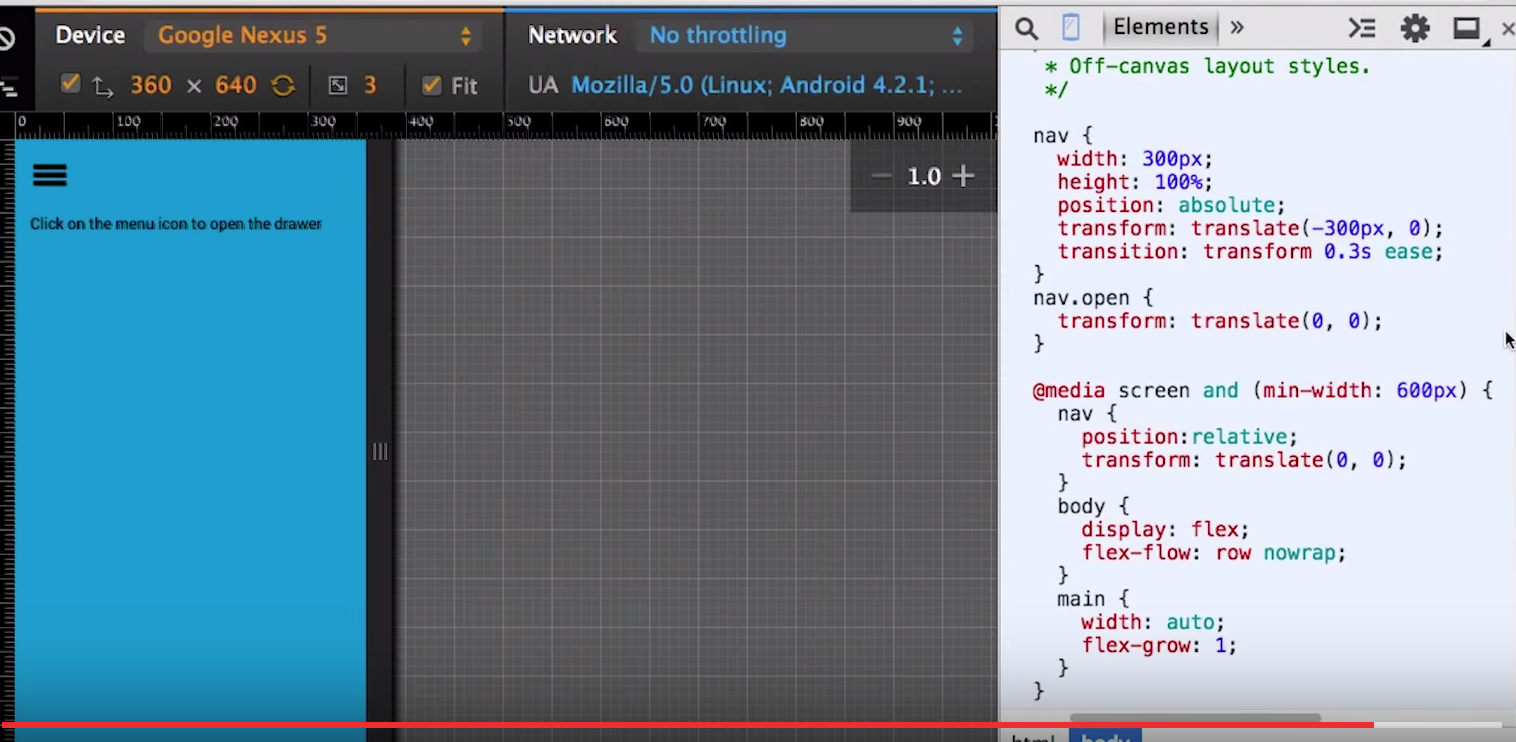 Device Google Nexus 5 Network No throttling Elements »
360 × 640 3 Fit UA Mozilla/5.0 (Linux; Android 4.2.1; ...
0 100 200 300 400 500 600 700 800 900
− 1.0 +
Click on the menu icon to open the drawer
* Off-canvas layout styles.
*/
nav {
width: 300px;
height: 100%;
position: absolute;
transform: translate(-300px, 0);
transition: transform 0.3s ease;
}
nav.open {
transform: translate(0, 0);
}
@media screen and (min-width: 600px) {
nav {
position:relative;
transform: translate(0, 0);
}
body {
display: flex;
flex-flow: row nowrap;
}
main {
width: auto;
flex-grow: 1;
}
}
html body